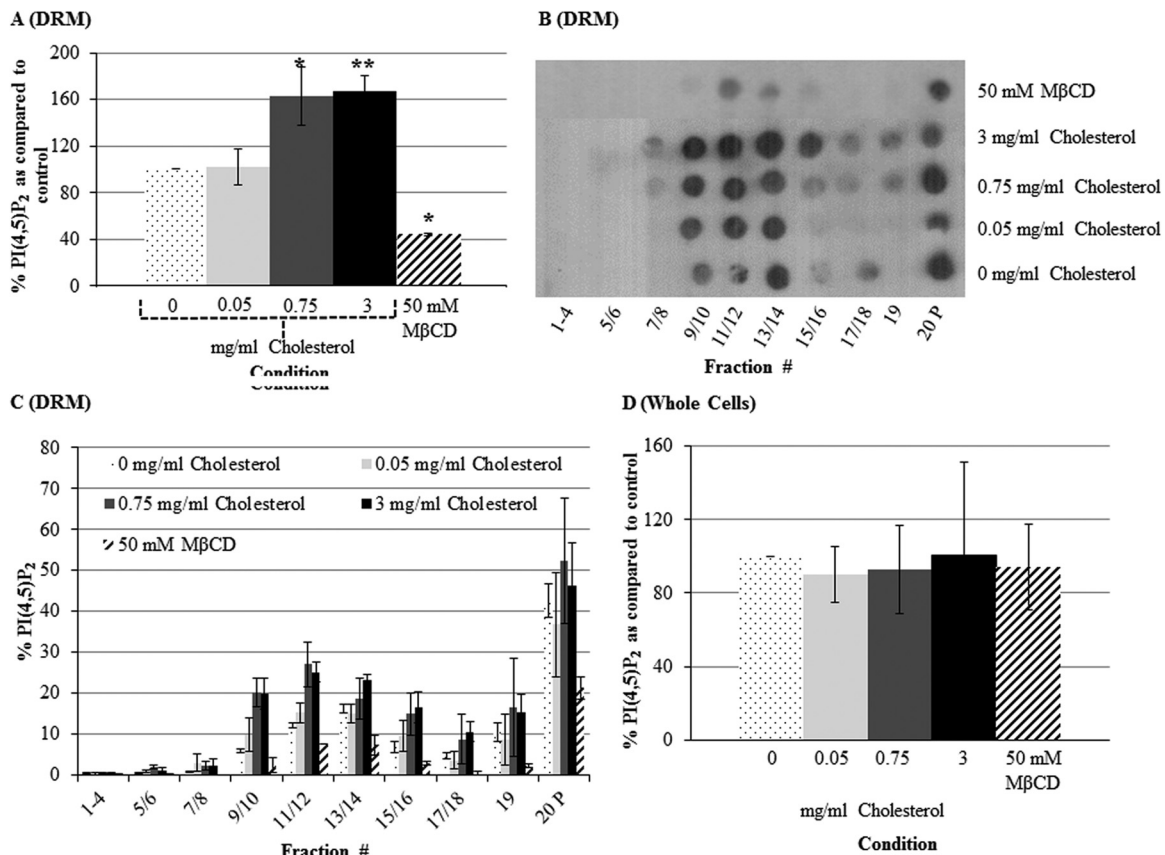 A (DRM)
% PI(4,5)P2 as compared to
control
200
160
120
80
40
0
*
**
*
0 0.05 0.75 3 50 mM
MβCD
mg/ml Cholesterol
Condition
Condition
B (DRM)
50 mM MβCD
3 mg/ml Cholesterol
0.75 mg/ml Cholesterol
0.05 mg/ml Cholesterol
0 mg/ml Cholesterol
1-4 5/6 7/8 9/10 11/12 13/14 15/16 17/18 19 20 P
Fraction #
C (DRM)
% PI(4,5)P2
80
70
60
50
40
30
20
10
0
0 mg/ml Cholesterol 0.05 mg/ml Cholesterol
0.75 mg/ml Cholesterol 3 mg/ml Cholesterol
50 mM MβCD
1-4 5/6 7/8 9/10 11/12 13/14 15/16 17/18 19 20 P
Fraction #
D (Whole Cells)
% PI(4,5)P2 as compared to control
160
120
80
40
0
0 0.05 0.75 3 50 mM
MβCD
mg/ml Cholesterol
Condition